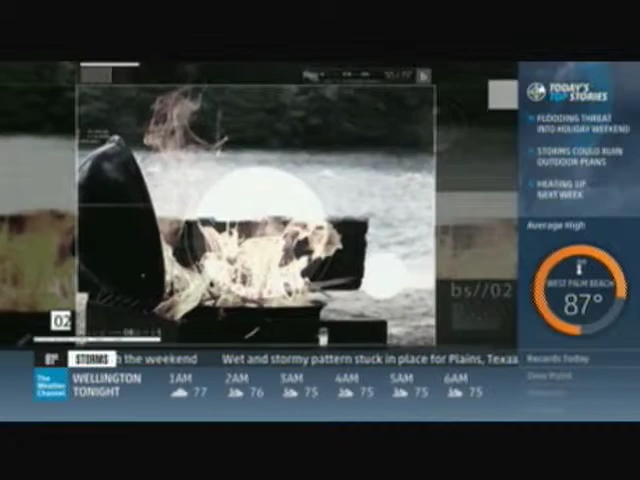 TODAY'S
TOP STORIES
FLOODING THREAT
INTO HOLIDAY WEEKEND
STORMS COULD RUIN
OUTDOOR PLANS
HEATING UP
NEXT WEEK
Average High
WEST PALM BEACH
87°
bs//02
02
STORMS h the weekend Wet and stormy pattern stuck in place for Plains, Texa
Records Today
Dew Point
The
Weather
Channel
WELLINGTON
TONIGHT
1AM 2AM 3AM 4AM 5AM 6AM
77 76 75 75 75 75